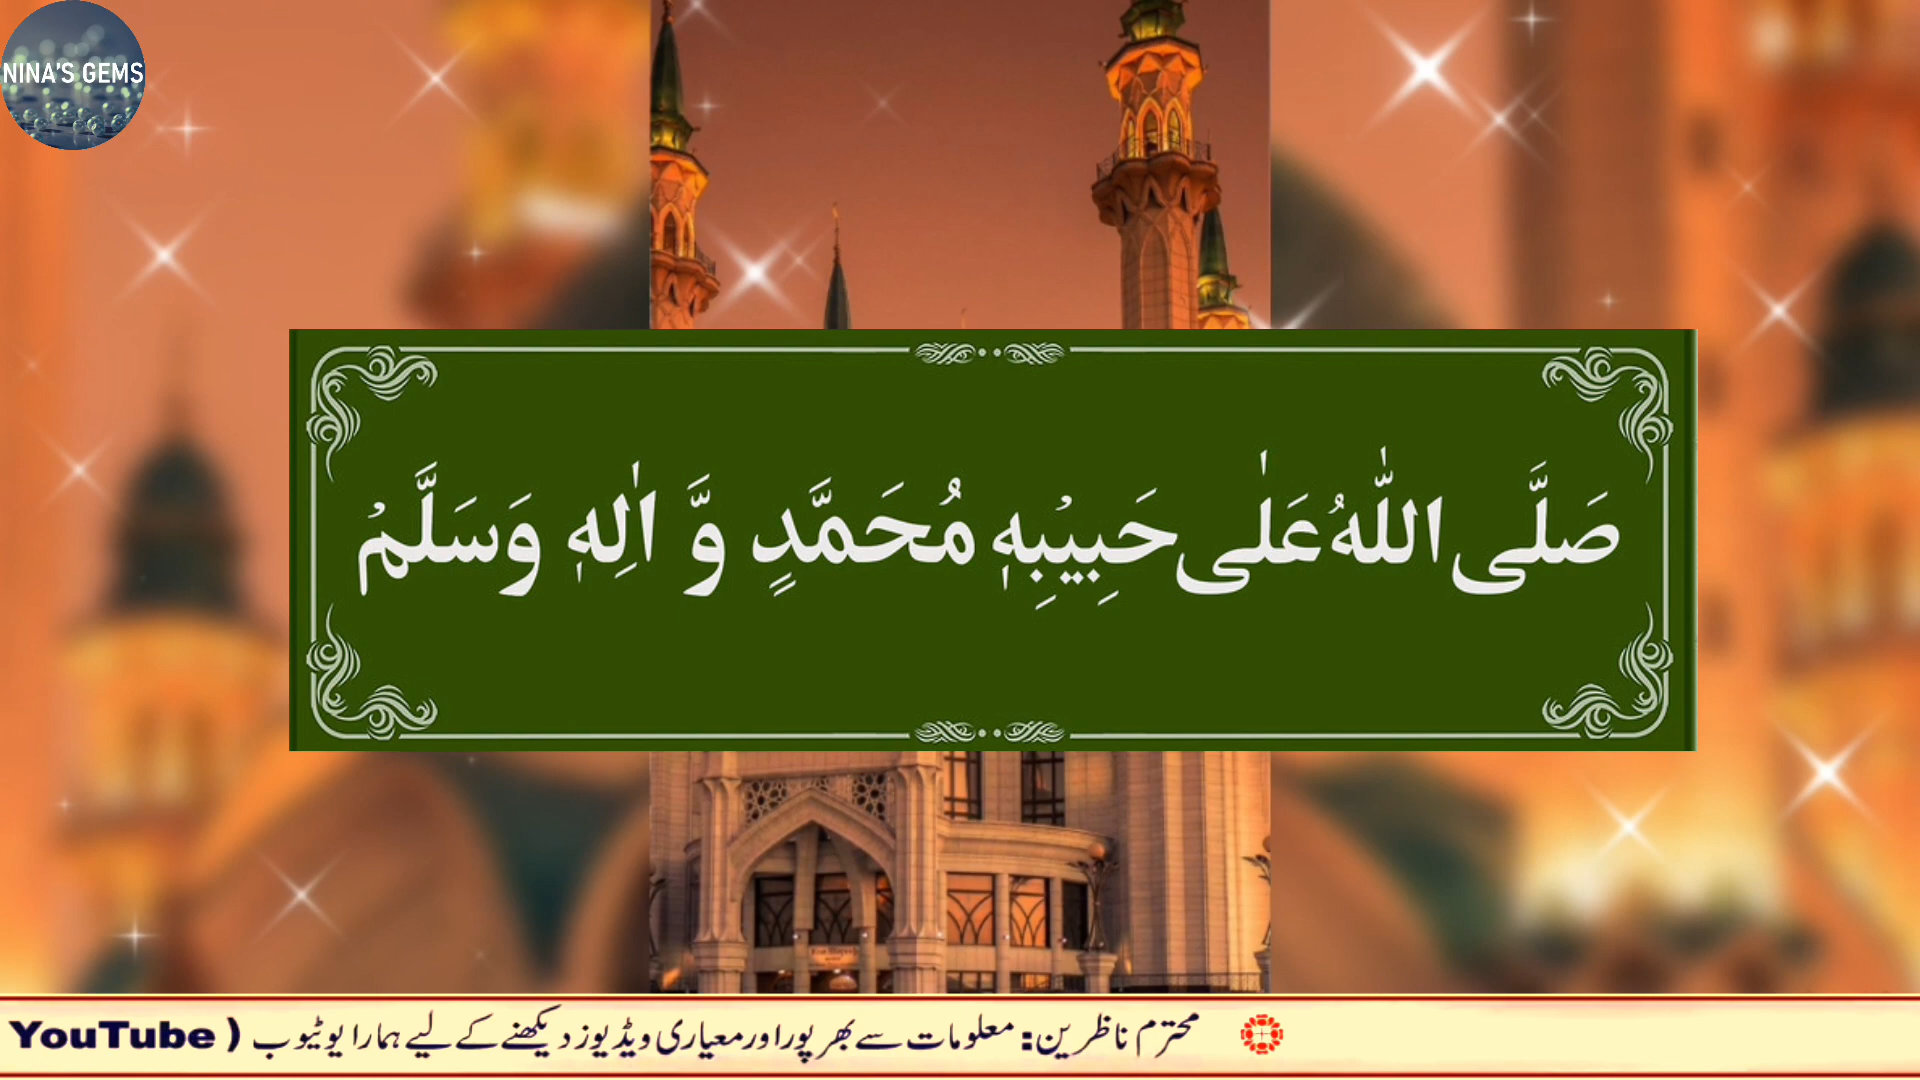 NINA'S GEMS
صَلَّی اللّٰهُ عَلٰی حَبِیْبِهٖ مُحَمَّدٍ وَّ اٰلِهٖ وَسَلَّمْ
محترم ناظرین: معلومات سے بھرپور اور معیاری ویڈیوز دیکھنے کے لیے ہمارا یوٹیوب ( YouTube